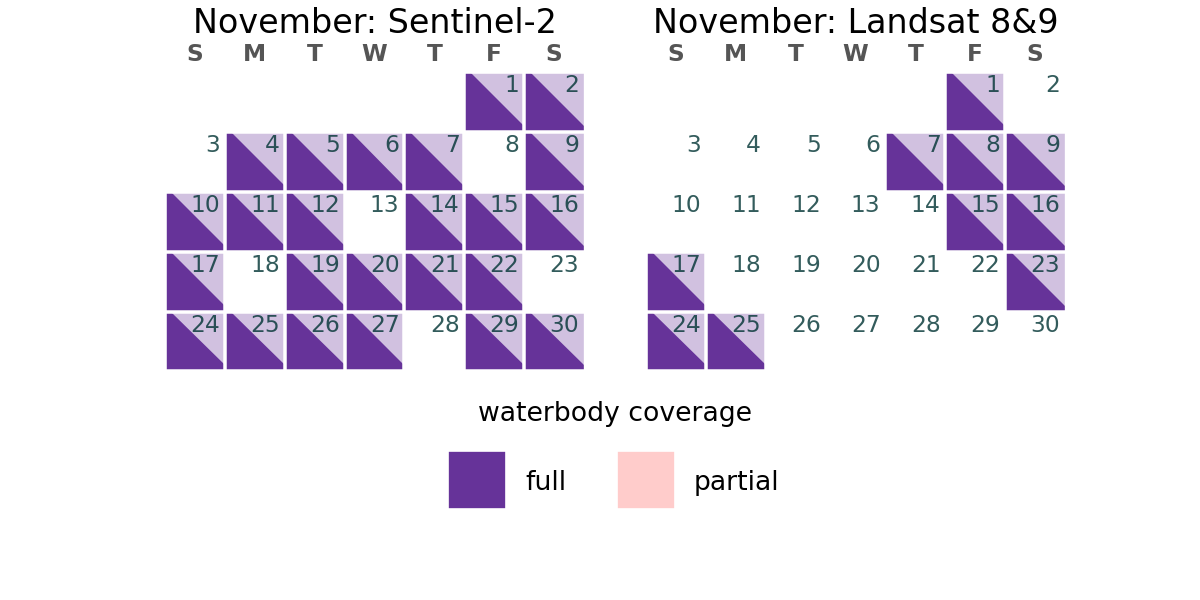 November: Sentinel-2
S M T W T F S
1 2
3 4 5 6 7 8 9
10 11 12 13 14 15 16
17 18 19 20 21 22 23
24 25 26 27 28 29 30
November: Landsat 8&9
S M T W T F S
1 2
3 4 5 6 7 8 9
10 11 12 13 14 15 16
17 18 19 20 21 22 23
24 25 26 27 28 29 30
waterbody coverage
full partial